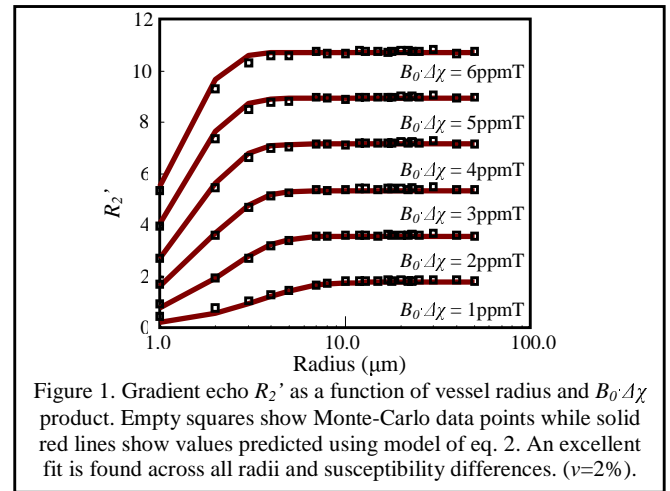 12
10
8
6
4
2
0
R2'
B0·Δχ = 6ppmT
B0·Δχ = 5ppmT
B0·Δχ = 4ppmT
B0·Δχ = 3ppmT
B0·Δχ = 2ppmT
B0·Δχ = 1ppmT
1.0 10.0 100.0
Radius (μm)
Figure 1. Gradient echo R2' as a function of vessel radius and B0·Δχ
product. Empty squares show Monte-Carlo data points while solid
red lines show values predicted using model of eq. 2. An excellent
fit is found across all radii and susceptibility differences. (v=2%).